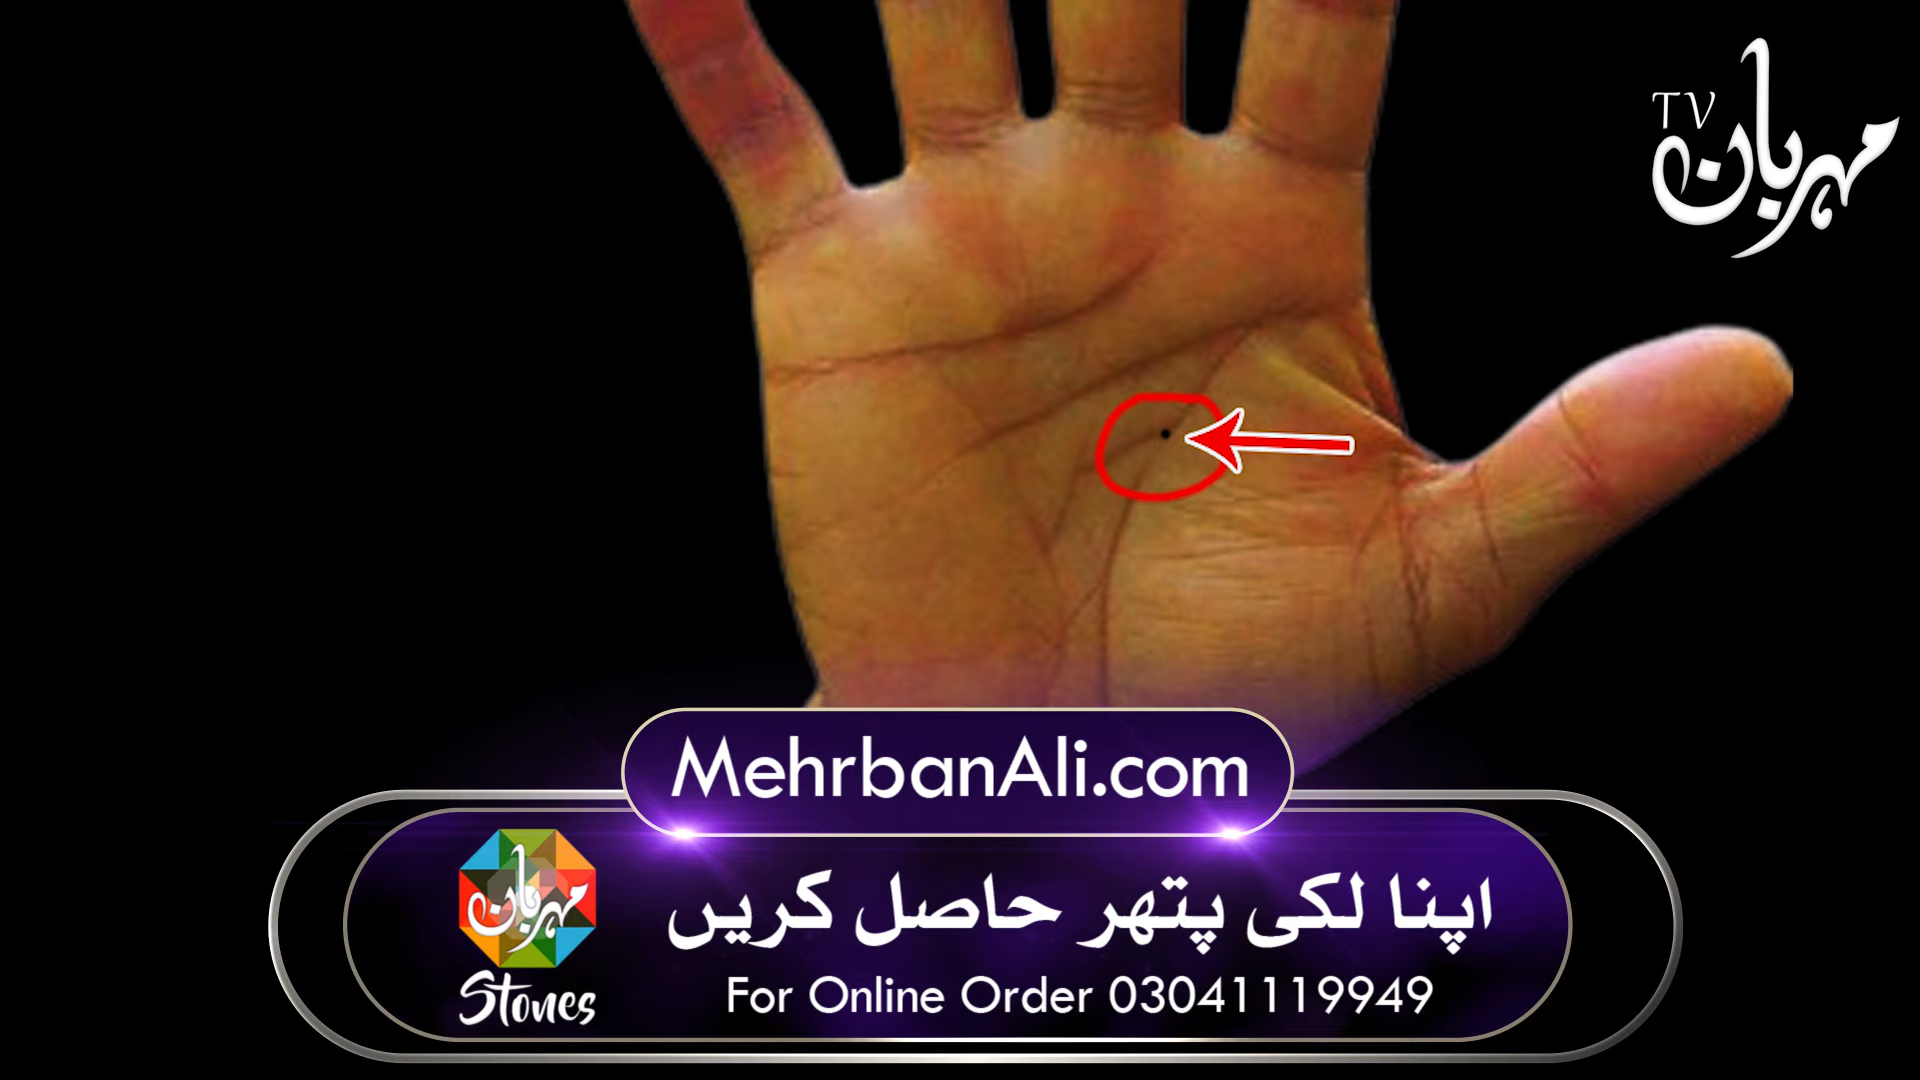 TV
مہربان
MehrbanAli.com
مہربان
Stones
اپنا لکی پتھر حاصل کریں
For Online Order 03041119949